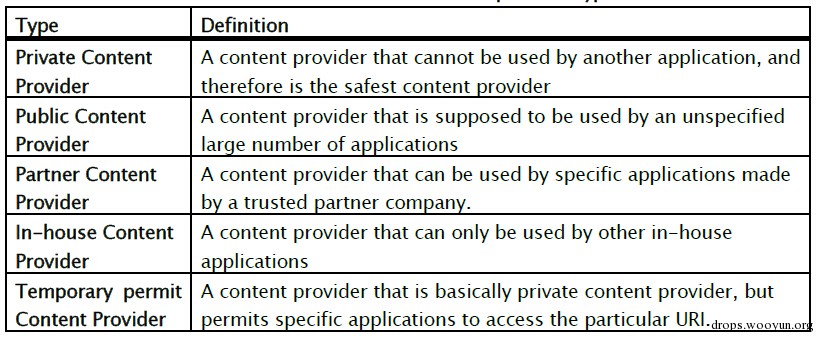 Type Definition
Private Content A content provider that cannot be used by another application, and
Provider therefore is the safest content provider
Public Content A content provider that is supposed to be used by an unspecified
Provider large number of applications
Partner Content A content provider that can be used by specific applications made
Provider by a trusted partner company.
In-house Content A content provider that can only be used by other in-house
Provider applications
Temporary permit A content provider that is basically private content provider, but
Content Provider permits specific applications to access the particular URI.
drops.wooyun.org